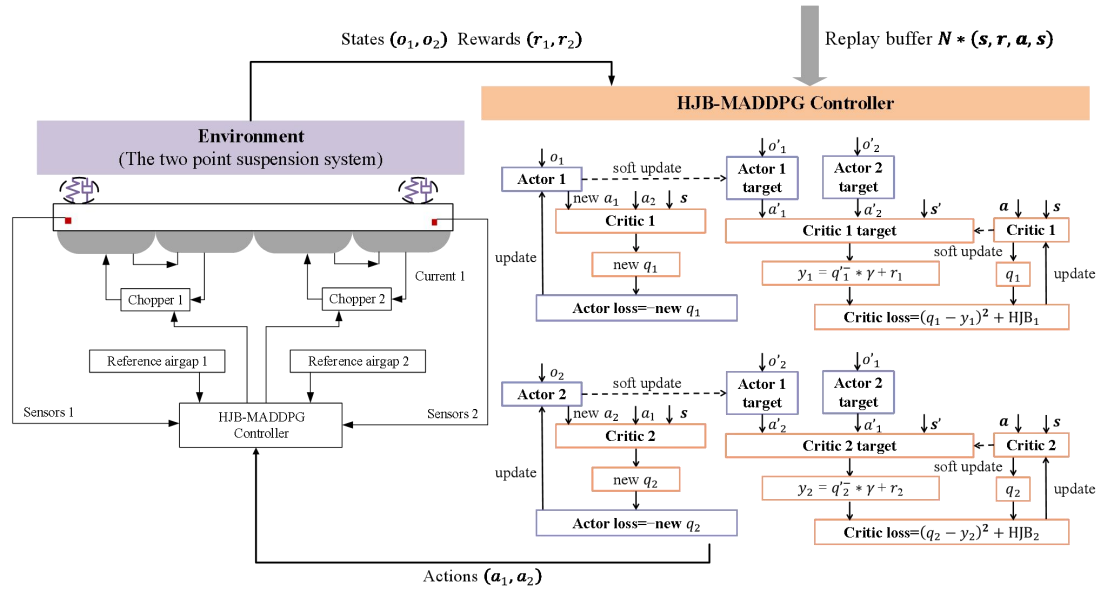 States (𝒐₁, 𝒐₂) Rewards (𝒓₁, 𝒓₂)
Replay buffer 𝑵 ∗ (𝒔, 𝒓, 𝒂, 𝒔)
HJB-MADDPG Controller
Environment
(The two point suspension system)
Current 1
Chopper 1
Chopper 2
Reference airgap 1
Reference airgap 2
Sensors 1
Sensors 2
HJB-MADDPG
Controller
Actions (𝒂₁, 𝒂₂)
o₁
Actor 1
soft update
new a₁
a₂
s
Critic 1
new q₁
update
Actor loss=−new q₁
o'₁
o'₂
Actor 1
target
Actor 2
target
a'₁
a'₂
s'
a
s
Critic 1 target
Critic 1
soft update
y₁ = q'₁⁻ ∗ γ + r₁
q₁
update
Critic loss=(q₁ − y₁)² + HJB₁
o₂
Actor 2
soft update
new a₂
a₁
s
Critic 2
new q₂
update
Actor loss=−new q₂
o'₂
o'₁
Actor 1
target
Actor 2
target
a'₂
a'₁
s'
a
s
Critic 2 target
Critic 2
soft update
y₂ = q'₂⁻ ∗ γ + r₂
q₂
update
Critic loss=(q₂ − y₂)² + HJB₂